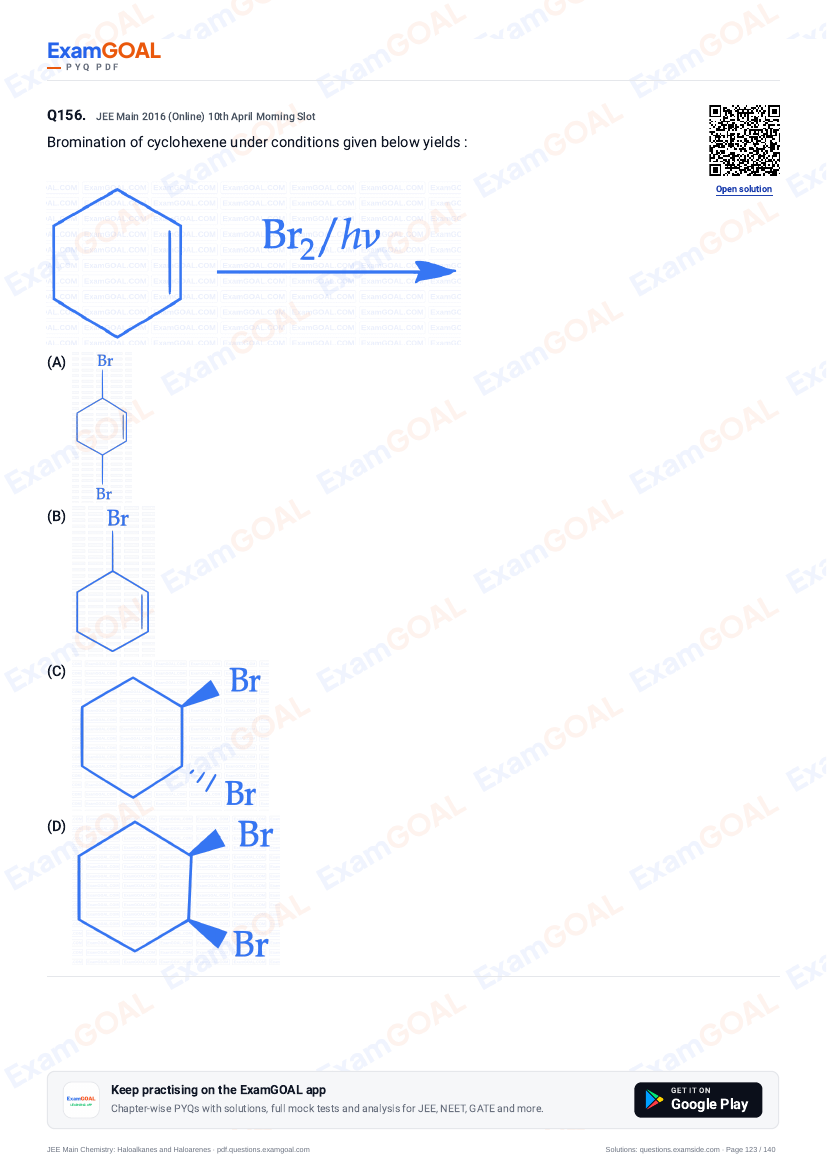 ExamGOAL
PYQ PDF
Q156. JEE Main 2016 (Online) 10th April Morning Slot
Bromination of cyclohexene under conditions given below yields :
Open solution
Br₂/hν
(A)
Br
Br
(B)
Br
(C)
Br
Br
(D)
Br
Br
Keep practising on the ExamGOAL app
Chapter-wise PYQs with solutions, full mock tests and analysis for JEE, NEET, GATE and more.
GET IT ON
Google Play
JEE Main Chemistry: Haloalkanes and Haloarenes · pdf.questions.examgoal.com
Solutions: questions.examside.com · Page 123 / 140